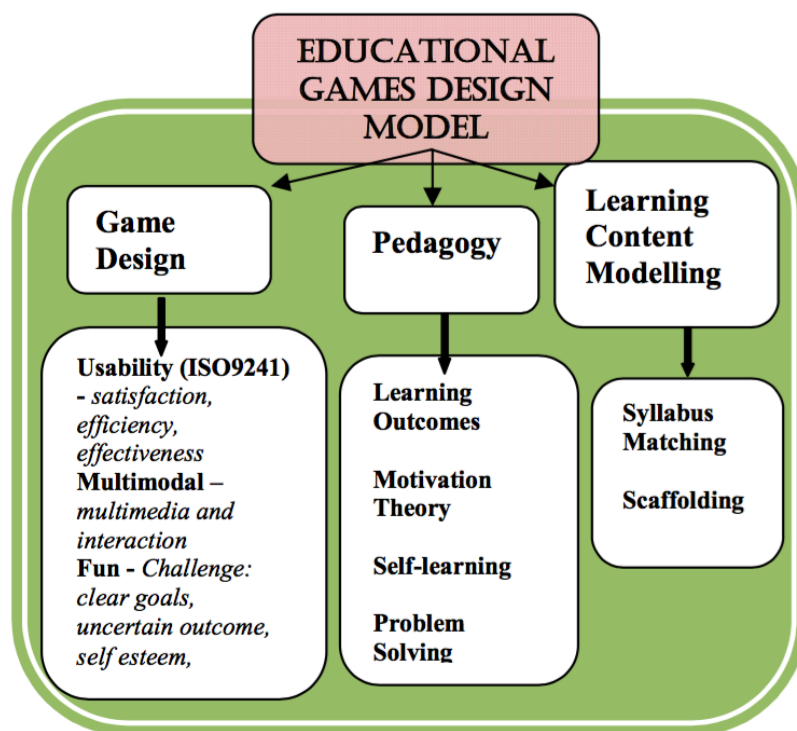 EDUCATIONAL
GAMES DESIGN
MODEL
Game
Design
Usability (ISO9241)
- satisfaction,
efficiency,
effectiveness
Multimodal –
multimedia and
interaction
Fun - Challenge:
clear goals,
uncertain outcome,
self esteem,
Pedagogy
Learning
Outcomes
Motivation
Theory
Self-learning
Problem
Solving
Learning
Content
Modelling
Syllabus
Matching
Scaffolding